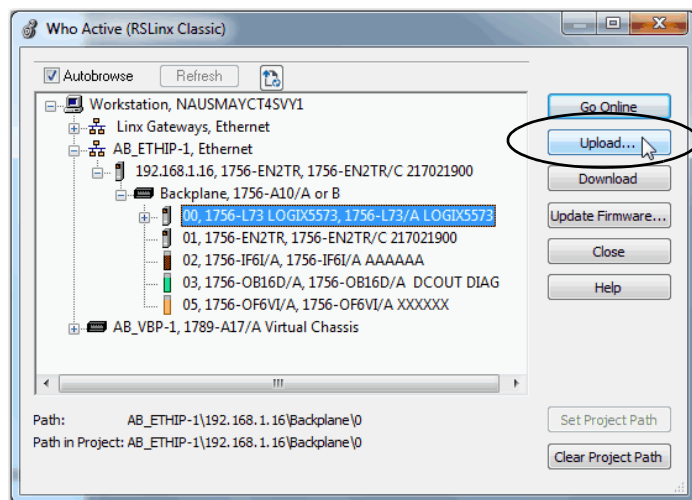 Who Active (RSLinx Classic)
Autobrowse Refresh
Workstation, NAUSMAYCT4SVY1
Linx Gateways, Ethernet
AB_ETHIP-1, Ethernet
192.168.1.16, 1756-EN2TR, 1756-EN2TR/C 217021900
Backplane, 1756-A10/A or B
00, 1756-L73 LOGIX5573, 1756-L73/A LOGIX5573
01, 1756-EN2TR, 1756-EN2TR/C 217021900
02, 1756-IF6I/A, 1756-IF6I/A AAAAAA
03, 1756-OB16D/A, 1756-OB16D/A DCOUT DIAG
05, 1756-OF6VI/A, 1756-OF6VI/A XXXXXX
AB_VBP-1, 1789-A17/A Virtual Chassis
Go Online
Upload...
Download
Update Firmware...
Close
Help
Path: AB_ETHIP-1\192.168.1.16\Backplane\0
Path in Project: AB_ETHIP-1\192.168.1.16\Backplane\0
Set Project Path
Clear Project Path